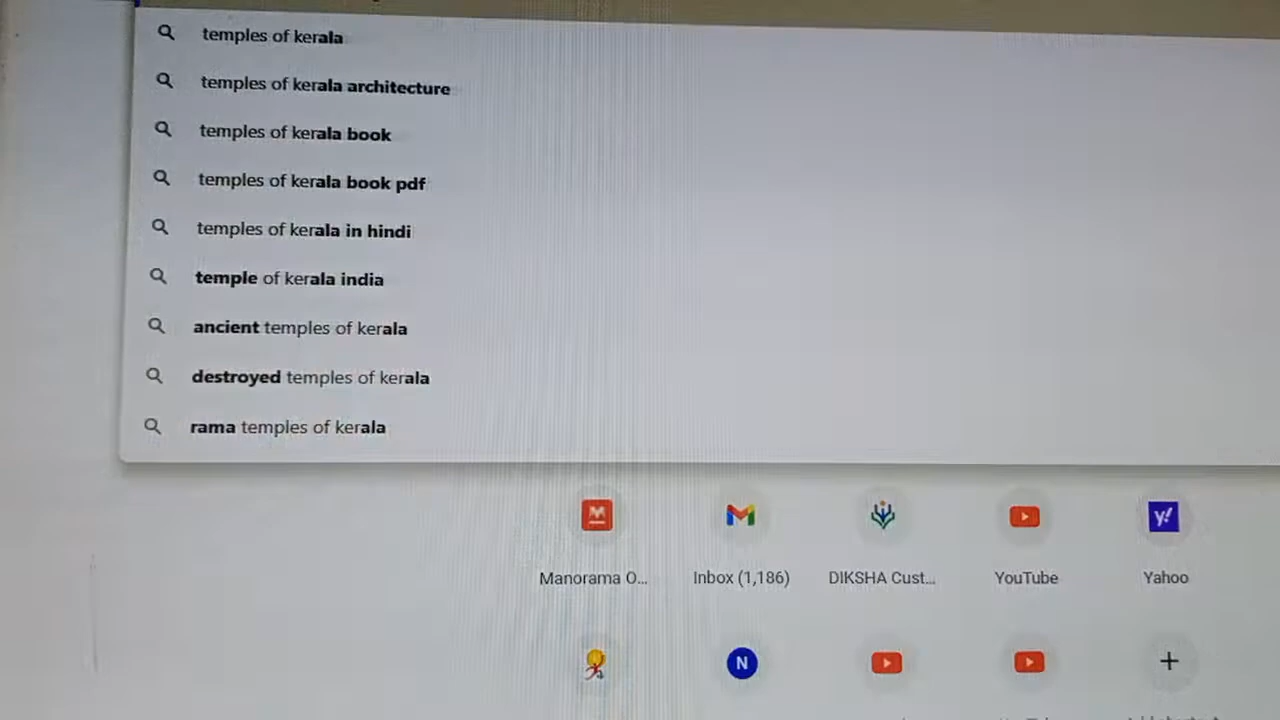 temples of kerala
temples of kerala architecture
temples of kerala book
temples of kerala book pdf
temples of kerala in hindi
temple of kerala india
ancient temples of kerala
destroyed temples of kerala
rama temples of kerala
M
M
y!
Manorama O...
Inbox (1,186)
DIKSHA Cust...
YouTube
Yahoo
N